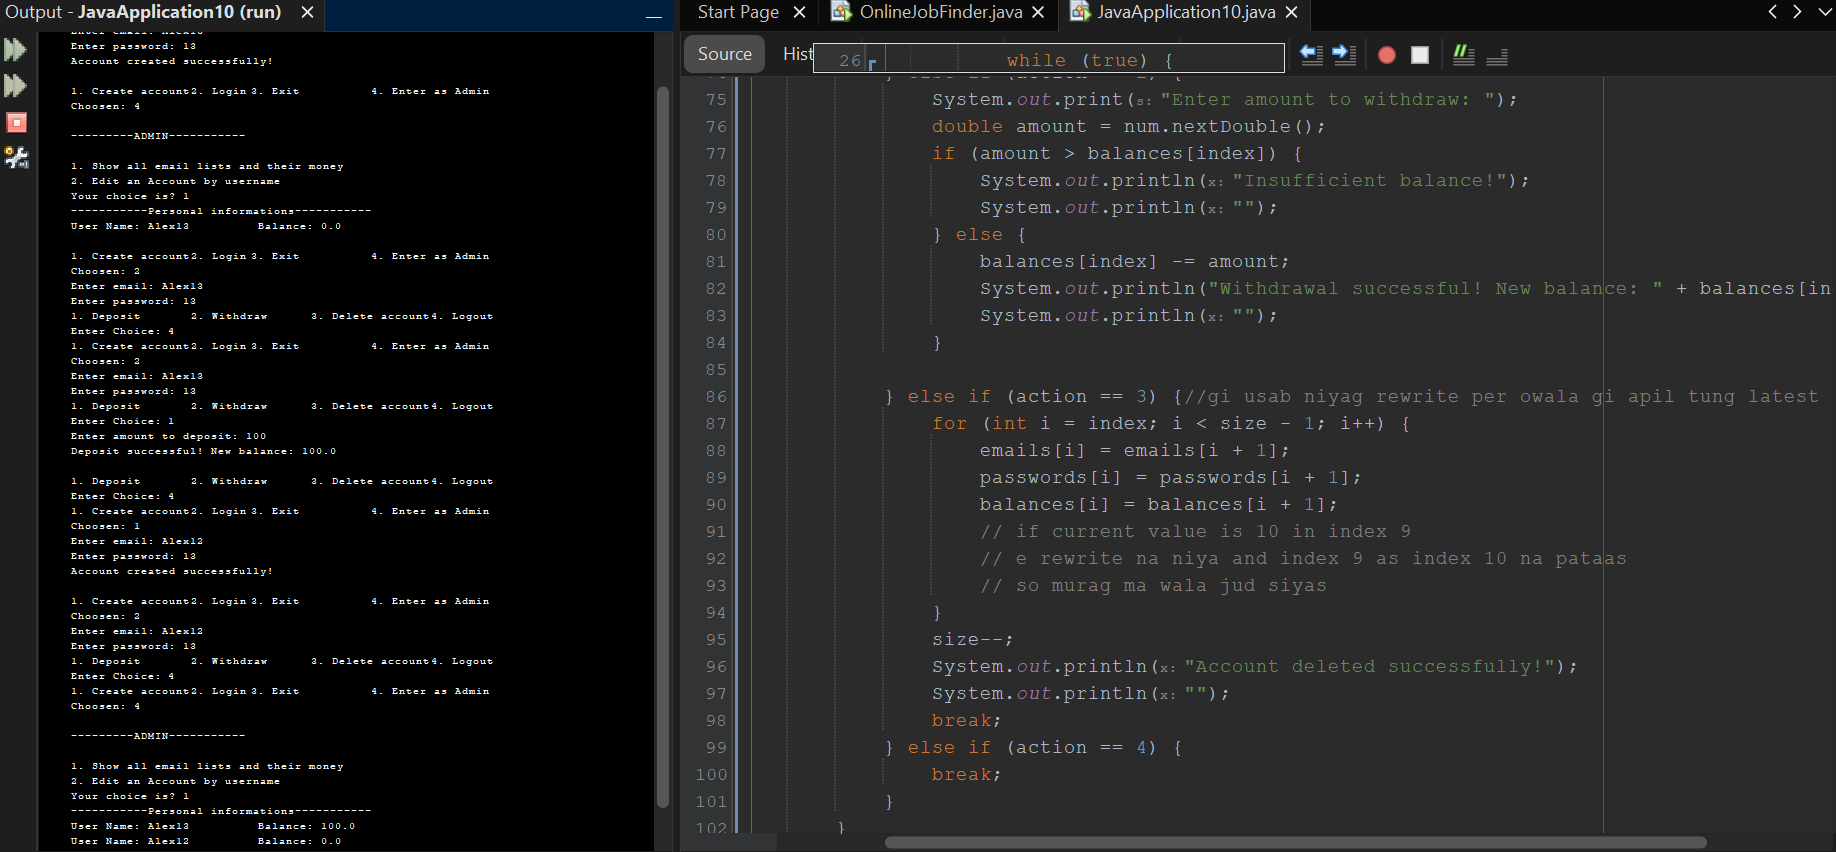 Output - JavaApplication10 (run) ×
Enter email: Alex13
Enter password: 13
Account created successfully!
1. Create account2. Login 3. Exit 4. Enter as Admin
Choosen: 4
---------ADMIN-----------
1. Show all email lists and their money
2. Edit an Account by username
Your choice is? 1
-----------Personal informations-----------
User Name: Alex13 Balance: 0.0
1. Create account2. Login 3. Exit 4. Enter as Admin
Choosen: 2
Enter email: Alex13
Enter password: 13
1. Deposit 2. Withdraw 3. Delete account4. Logout
Enter Choice: 4
1. Create account2. Login 3. Exit 4. Enter as Admin
Choosen: 2
Enter email: Alex13
Enter password: 13
1. Deposit 2. Withdraw 3. Delete account4. Logout
Enter Choice: 1
Enter amount to deposit: 100
Deposit successful! New balance: 100.0
1. Deposit 2. Withdraw 3. Delete account4. Logout
Enter Choice: 4
1. Create account2. Login 3. Exit 4. Enter as Admin
Choosen: 1
Enter email: Alex12
Enter password: 13
Account created successfully!
1. Create account2. Login 3. Exit 4. Enter as Admin
Choosen: 2
Enter email: Alex12
Enter password: 13
1. Deposit 2. Withdraw 3. Delete account4. Logout
Enter Choice: 4
1. Create account2. Login 3. Exit 4. Enter as Admin
Choosen: 4
---------ADMIN-----------
1. Show all email lists and their money
2. Edit an Account by username
Your choice is? 1
-----------Personal informations-----------
User Name: Alex13 Balance: 100.0
User Name: Alex12 Balance: 0.0
Start Page × OnlineJobFinder.java × JavaApplication10.java ×
Source Hist
26 while (true) {
75 System.out.print(s: "Enter amount to withdraw: ");
76 double amount = num.nextDouble();
77 if (amount > balances[index]) {
78 System.out.println(x: "Insufficient balance!");
79 System.out.println(x: "");
80 } else {
81 balances[index] -= amount;
82 System.out.println("Withdrawal successful! New balance: " + balances[in
83 System.out.println(x: "");
84 }
85
86 } else if (action == 3) {//gi usab niyag rewrite per owala gi apil tung latest
87 for (int i = index; i < size - 1; i++) {
88 emails[i] = emails[i + 1];
89 passwords[i] = passwords[i + 1];
90 balances[i] = balances[i + 1];
91 // if current value is 10 in index 9
92 // e rewrite na niya and index 9 as index 10 na pataas
93 // so murag ma wala jud siyas
94 }
95 size--;
96 System.out.println(x: "Account deleted successfully!");
97 System.out.println(x: "");
98 break;
99 } else if (action == 4) {
100 break;
101 }
102 }